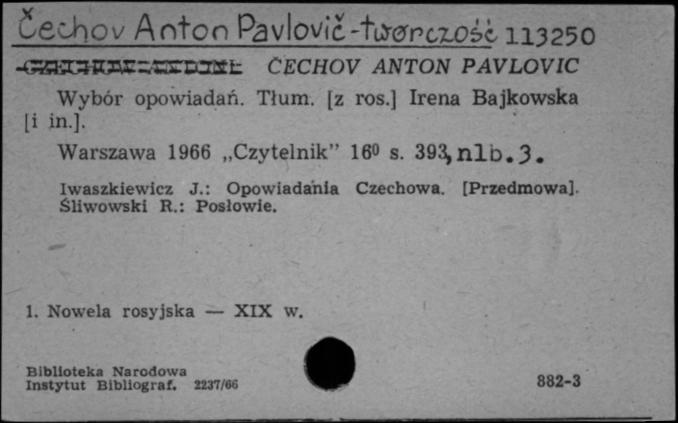 Čechov Anton Pavlovič - twórczość 113250
ČECHOV ANTON PAVLOVIC
Wybór opowiadań. Tłum. [z ros.] Irena Bajkowska
[i in.].
Warszawa 1966 „Czytelnik” 16⁰ s. 393, nlb. 3.
Iwaszkiewicz J.: Opowiadania Czechowa. [Przedmowa].
Śliwowski R.: Posłowie.
1. Nowela rosyjska — XIX w.
Biblioteka Narodowa
Instytut Bibliograf. 2237/66
882-3